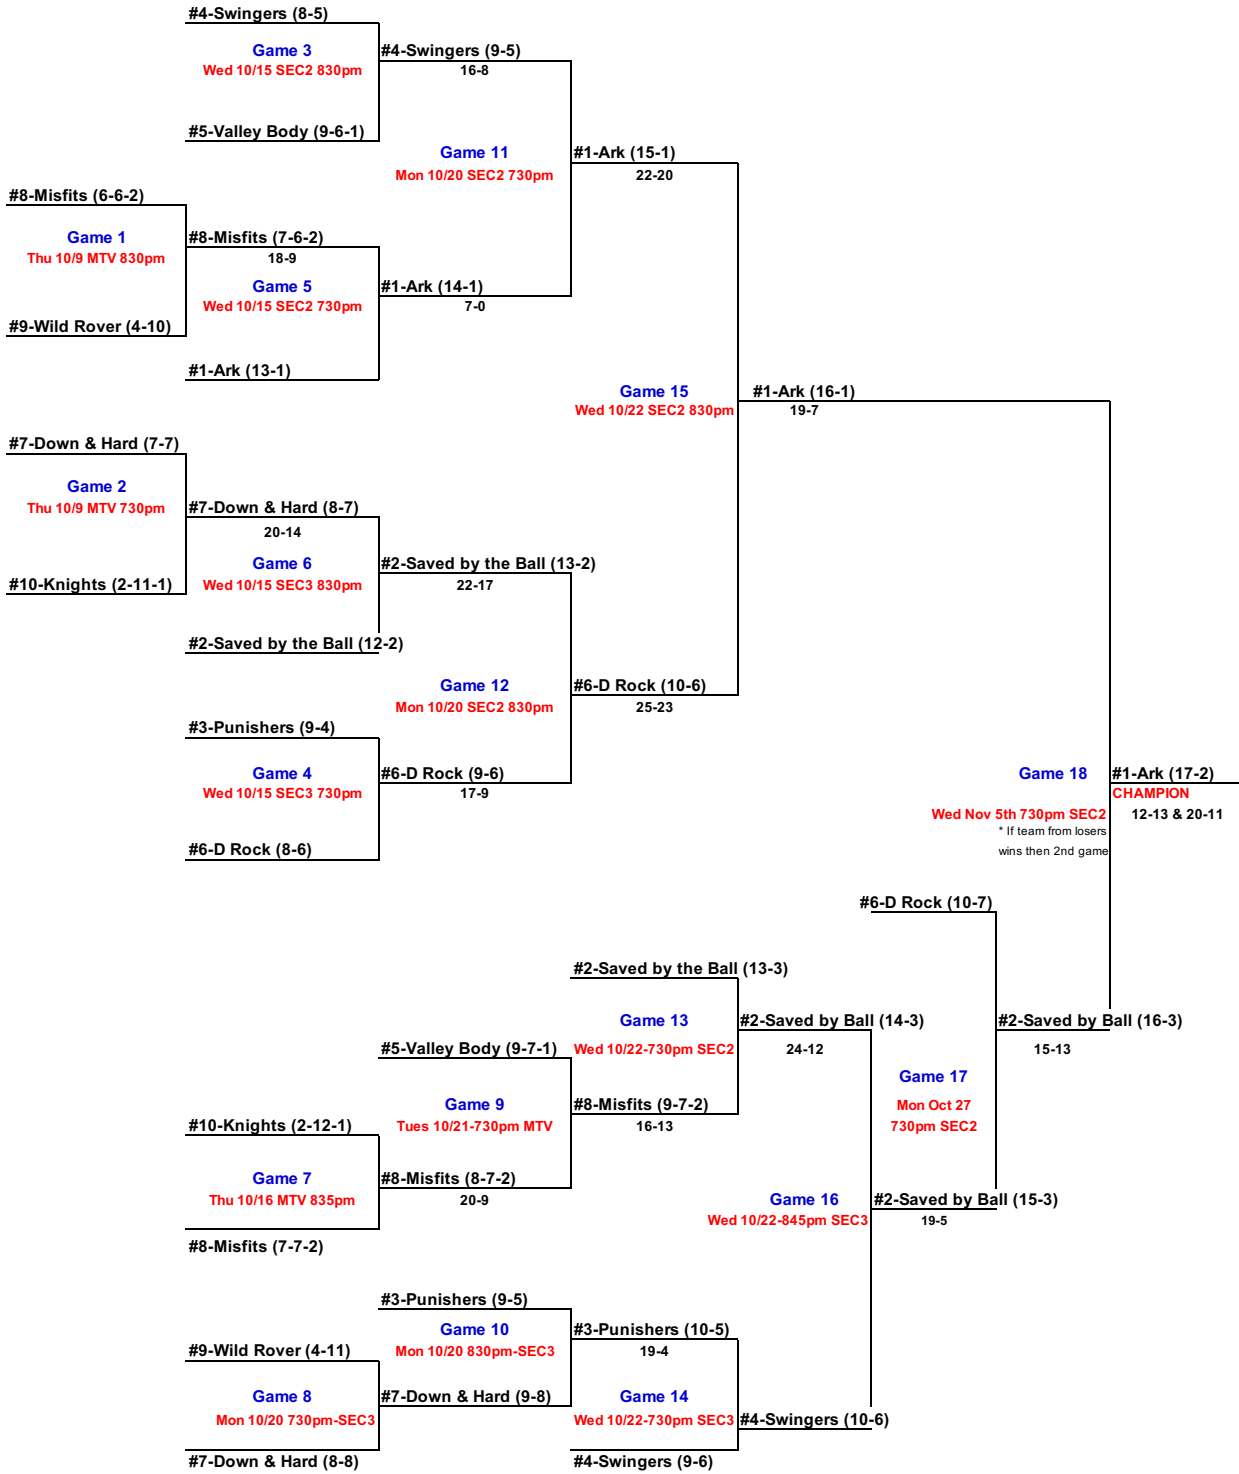 #4-Swingers (8-5)
Game 3
Wed 10/15 SEC2 830pm
#4-Swingers (9-5)
16-8
#5-Valley Body (9-6-1)
Game 11
Mon 10/20 SEC2 730pm
#1-Ark (15-1)
22-20
#8-Misfits (6-6-2)
Game 1
Thu 10/9 MTV 830pm
#8-Misfits (7-6-2)
18-9
Game 5
Wed 10/15 SEC2 730pm
#1-Ark (14-1)
7-0
#9-Wild Rover (4-10)
#1-Ark (13-1)
Game 15
Wed 10/22 SEC2 830pm
#1-Ark (16-1)
19-7
#7-Down & Hard (7-7)
Game 2
Thu 10/9 MTV 730pm
#7-Down & Hard (8-7)
20-14
Game 6
Wed 10/15 SEC3 830pm
#2-Saved by the Ball (13-2)
22-17
#10-Knights (2-11-1)
#2-Saved by the Ball (12-2)
Game 12
Mon 10/20 SEC2 830pm
#6-D Rock (10-6)
25-23
#3-Punishers (9-4)
Game 4
Wed 10/15 SEC3 730pm
#6-D Rock (9-6)
17-9
#6-D Rock (8-6)
Game 18
#1-Ark (17-2)
CHAMPION
Wed Nov 5th 730pm SEC2
12-13 & 20-11
* If team from losers
wins then 2nd game
#6-D Rock (10-7)
#2-Saved by the Ball (13-3)
Game 13
Wed 10/22-730pm SEC2
#2-Saved by Ball (14-3)
24-12
#2-Saved by Ball (16-3)
15-13
#5-Valley Body (9-7-1)
Game 17
Mon Oct 27
730pm SEC2
Game 9
Tues 10/21-730pm MTV
#8-Misfits (9-7-2)
16-13
#10-Knights (2-12-1)
Game 7
Thu 10/16 MTV 835pm
#8-Misfits (8-7-2)
20-9
Game 16
Wed 10/22-845pm SEC3
#2-Saved by Ball (15-3)
19-5
#8-Misfits (7-7-2)
#3-Punishers (9-5)
Game 10
Mon 10/20 830pm-SEC3
#3-Punishers (10-5)
19-4
#9-Wild Rover (4-11)
Game 8
Mon 10/20 730pm-SEC3
#7-Down & Hard (9-8)
Game 14
Wed 10/22-730pm SEC3
#4-Swingers (10-6)
#7-Down & Hard (8-8)
#4-Swingers (9-6)